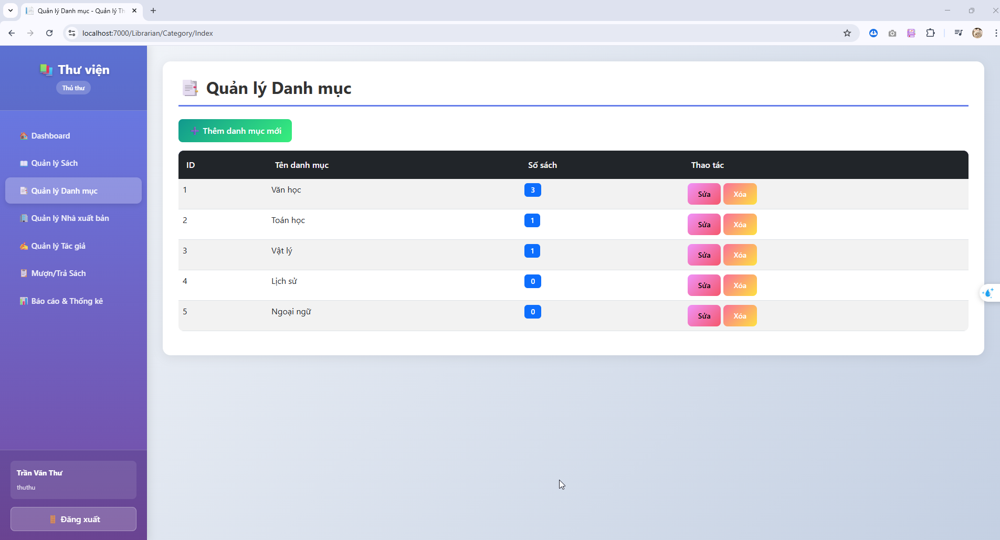 Quản lý Danh mục - Quản lý Th
localhost:7000/Librarian/Category/Index
Thư viện
Thủ thư
Dashboard
Quản lý Sách
Quản lý Danh mục
Quản lý Nhà xuất bản
Quản lý Tác giả
Mượn/Trả Sách
Báo cáo & Thống kê
Trần Văn Thư
thuthu
Đăng xuất
Quản lý Danh mục
Thêm danh mục mới
ID Tên danh mục Số sách Thao tác
1 Văn học 3 Sửa Xóa
2 Toán học 1 Sửa Xóa
3 Vật lý 1 Sửa Xóa
4 Lịch sử 0 Sửa Xóa
5 Ngoại ngữ 0 Sửa Xóa